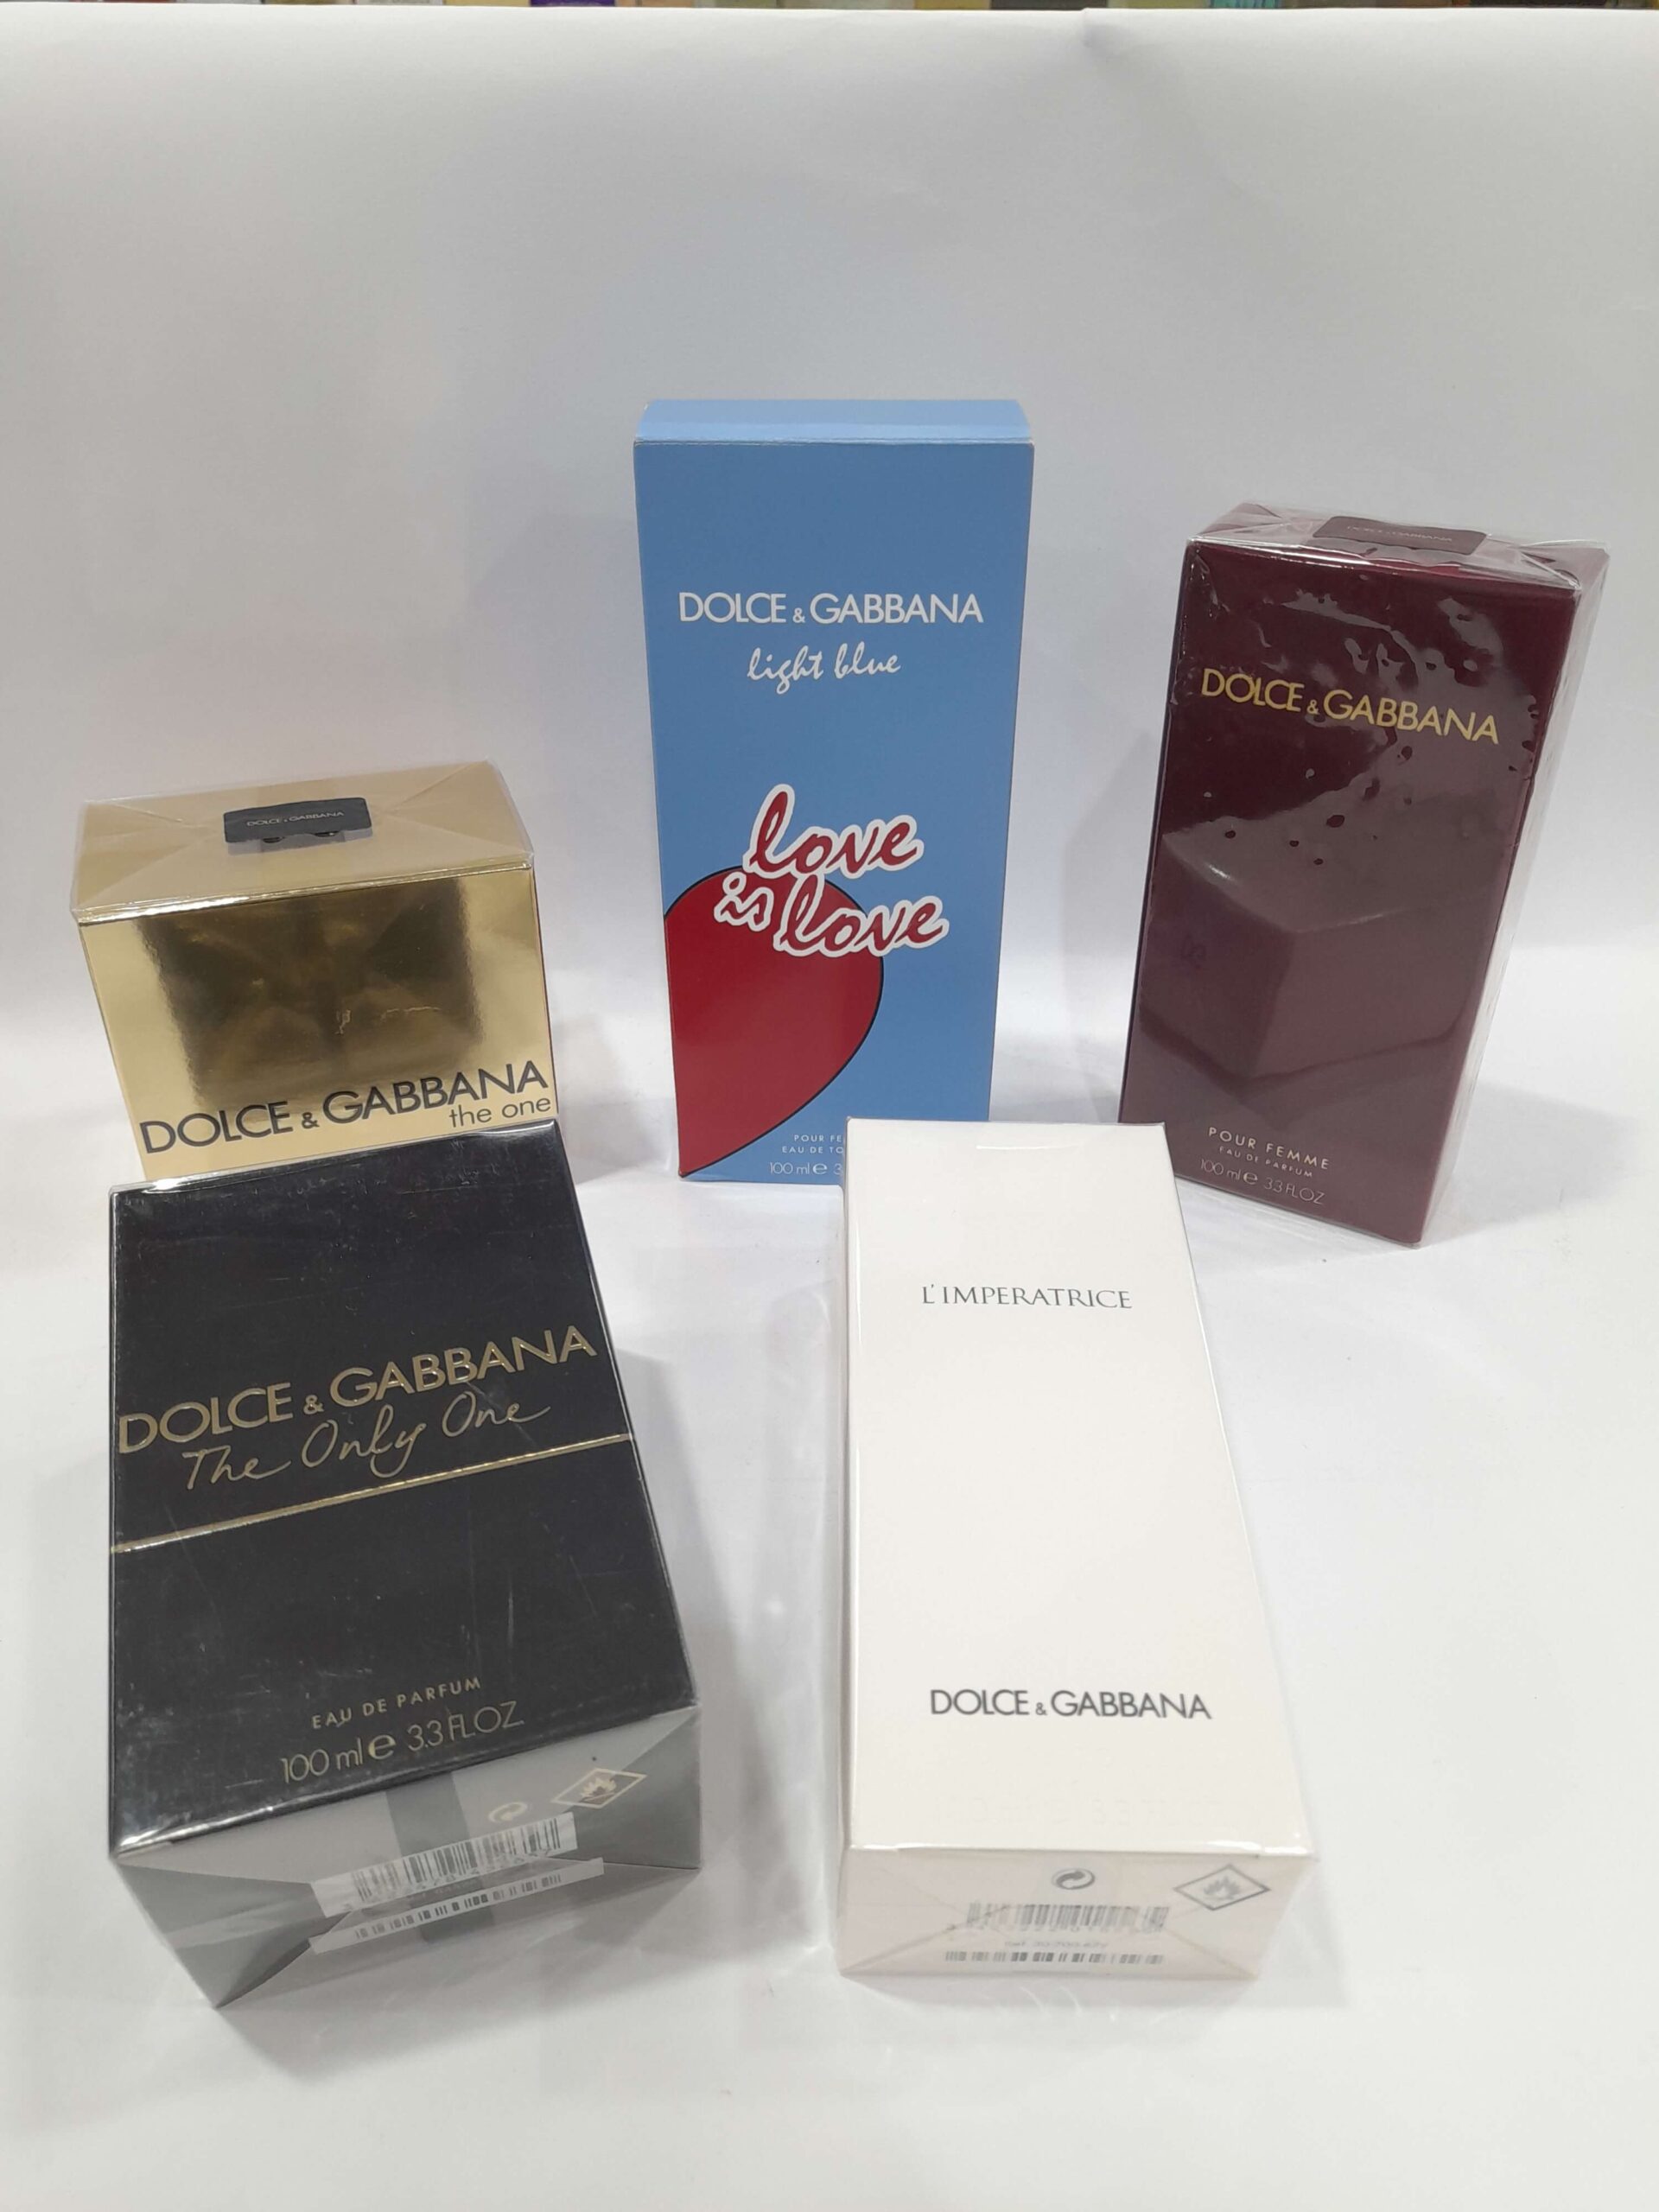 DOLCE & GABBANA
light blue
love
is love
POUR FE
EAU DE TO
100 ml e 3
DOLCE & GABBANA
DOLCE & GABBANA
POUR FEMME
EAU DE PARFUM
100 ml e 3.3 FL.OZ.
DOLCE & GABBANA
DOLCE & GABBANA
the one
DOLCE & GABBANA
The Only One
EAU DE PARFUM
100 ml e 3.3 FL.OZ.
L'IMPERATRICE
DOLCE & GABBANA